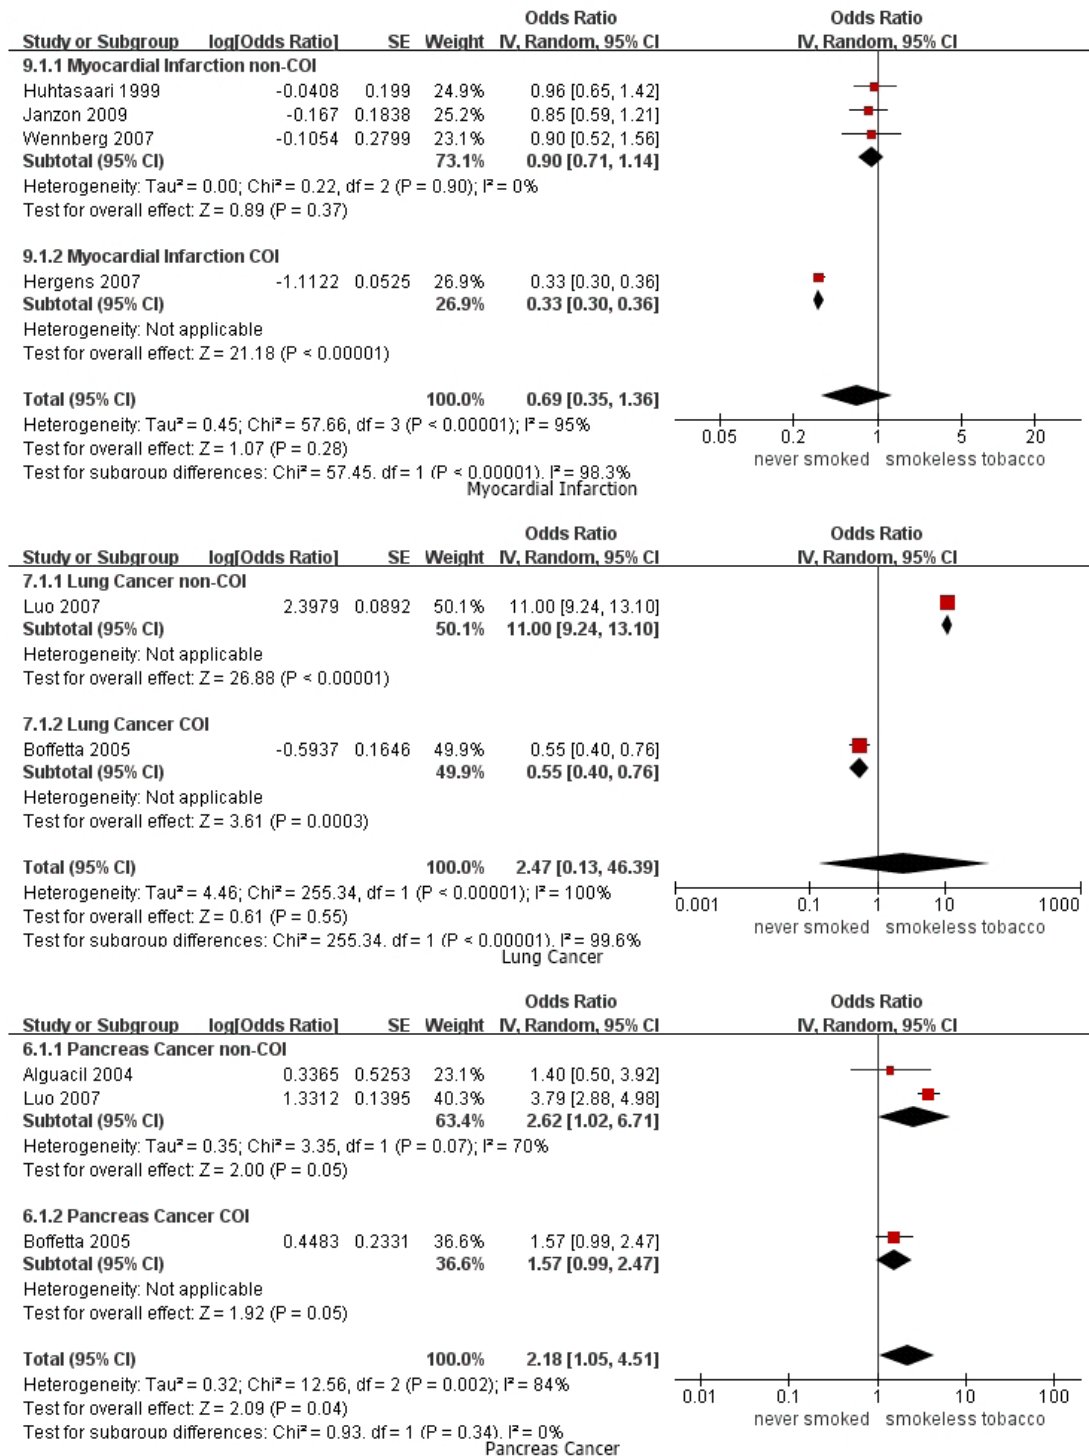 Odds Ratio Odds Ratio
Study or Subgroup log[Odds Ratio] SE Weight IV, Random, 95% CI IV, Random, 95% CI
9.1.1 Myocardial Infarction non-COI
Huhtasaari 1999 -0.0408 0.199 24.9% 0.96 [0.65, 1.42]
Janzon 2009 -0.167 0.1838 25.2% 0.85 [0.59, 1.21]
Wennberg 2007 -0.1054 0.2799 23.1% 0.90 [0.52, 1.56]
Subtotal (95% CI) 73.1% 0.90 [0.71, 1.14]
Heterogeneity: Tau² = 0.00; Chi² = 0.22, df = 2 (P = 0.90); I² = 0%
Test for overall effect: Z = 0.89 (P = 0.37)
9.1.2 Myocardial Infarction COI
Hergens 2007 -1.1122 0.0525 26.9% 0.33 [0.30, 0.36]
Subtotal (95% CI) 26.9% 0.33 [0.30, 0.36]
Heterogeneity: Not applicable
Test for overall effect: Z = 21.18 (P < 0.00001)
Total (95% CI) 100.0% 0.69 [0.35, 1.36]
Heterogeneity: Tau² = 0.45; Chi² = 57.66, df = 3 (P < 0.00001); I² = 95%
Test for overall effect: Z = 1.07 (P = 0.28)
Test for subgroup differences: Chi² = 57.45. df = 1 (P < 0.00001). I² = 98.3%
0.05 0.2 1 5 20
never smoked smokeless tobacco
Myocardial Infarction
Odds Ratio Odds Ratio
Study or Subgroup log[Odds Ratio] SE Weight IV, Random, 95% CI IV, Random, 95% CI
7.1.1 Lung Cancer non-COI
Luo 2007 2.3979 0.0892 50.1% 11.00 [9.24, 13.10]
Subtotal (95% CI) 50.1% 11.00 [9.24, 13.10]
Heterogeneity: Not applicable
Test for overall effect: Z = 26.88 (P < 0.00001)
7.1.2 Lung Cancer COI
Boffetta 2005 -0.5937 0.1646 49.9% 0.55 [0.40, 0.76]
Subtotal (95% CI) 49.9% 0.55 [0.40, 0.76]
Heterogeneity: Not applicable
Test for overall effect: Z = 3.61 (P = 0.0003)
Total (95% CI) 100.0% 2.47 [0.13, 46.39]
Heterogeneity: Tau² = 4.46; Chi² = 255.34, df = 1 (P < 0.00001); I² = 100%
Test for overall effect: Z = 0.61 (P = 0.55)
Test for subgroup differences: Chi² = 255.34. df = 1 (P < 0.00001). I² = 99.6%
0.001 0.1 1 10 1000
never smoked smokeless tobacco
Lung Cancer
Odds Ratio Odds Ratio
Study or Subgroup log[Odds Ratio] SE Weight IV, Random, 95% CI IV, Random, 95% CI
6.1.1 Pancreas Cancer non-COI
Alguacil 2004 0.3365 0.5253 23.1% 1.40 [0.50, 3.92]
Luo 2007 1.3312 0.1395 40.3% 3.79 [2.88, 4.98]
Subtotal (95% CI) 63.4% 2.62 [1.02, 6.71]
Heterogeneity: Tau² = 0.35; Chi² = 3.35, df = 1 (P = 0.07); I² = 70%
Test for overall effect: Z = 2.00 (P = 0.05)
6.1.2 Pancreas Cancer COI
Boffetta 2005 0.4483 0.2331 36.6% 1.57 [0.99, 2.47]
Subtotal (95% CI) 36.6% 1.57 [0.99, 2.47]
Heterogeneity: Not applicable
Test for overall effect: Z = 1.92 (P = 0.05)
Total (95% CI) 100.0% 2.18 [1.05, 4.51]
Heterogeneity: Tau² = 0.32; Chi² = 12.56, df = 2 (P = 0.002); I² = 84%
Test for overall effect: Z = 2.09 (P = 0.04)
Test for subgroup differences: Chi² = 0.93. df = 1 (P = 0.34). I² = 0%
0.01 0.1 1 10 100
never smoked smokeless tobacco
Pancreas Cancer